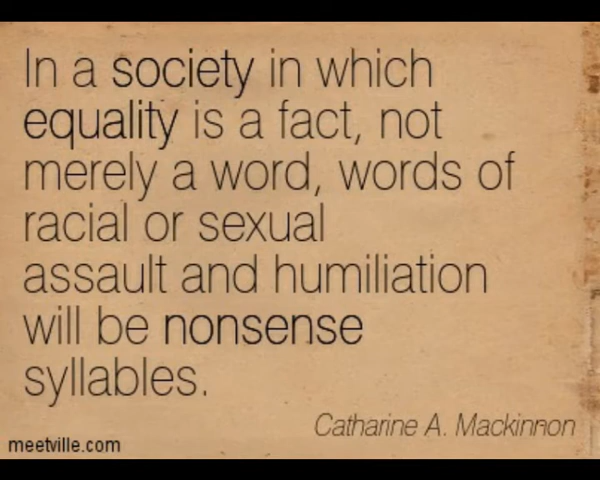 In a society in which
equality is a fact, not
merely a word, words of
racial or sexual
assault and humiliation
will be nonsense
syllables.
Catharine A. Mackinnon
meetville.com